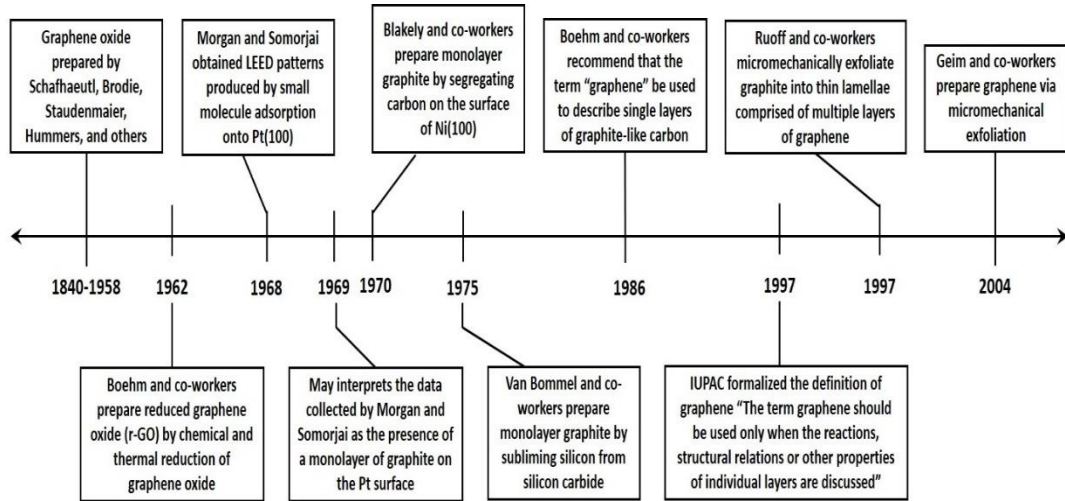 Graphene oxide
prepared by
Schafhaeutl, Brodie,
Staudenmaier,
Hummers, and others
Morgan and Somorjai
obtained LEED patterns
produced by small
molecule adsorption
onto Pt(100)
Blakely and co-workers
prepare monolayer
graphite by segregating
carbon on the surface
of Ni(100)
Boehm and co-workers
recommend that the
term “graphene” be used
to describe single layers
of graphite-like carbon
Ruoff and co-workers
micromechanically exfoliate
graphite into thin lamellae
comprised of multiple layers
of graphene
Geim and co-workers
prepare graphene via
micromechanical
exfoliation
1840-1958
1962
1968
1969
1970
1975
1986
1997
1997
2004
Boehm and co-workers
prepare reduced graphene
oxide (r-GO) by chemical and
thermal reduction of
graphene oxide
May interprets the data
collected by Morgan and
Somorjai as the presence of
a monolayer of graphite on
the Pt surface
Van Bommel and co-
workers prepare
monolayer graphite by
subliming silicon from
silicon carbide
IUPAC formalized the definition of
graphene “The term graphene should
be used only when the reactions,
structural relations or other properties
of individual layers are discussed”